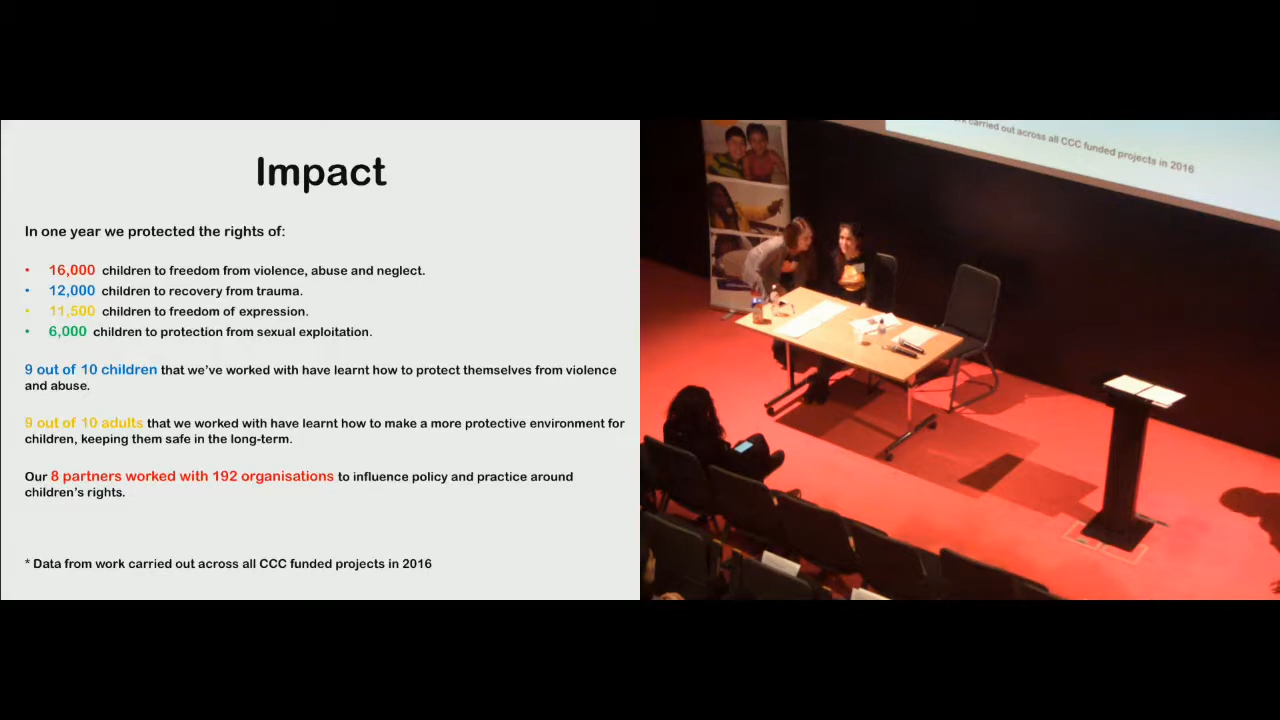 Impact
In one year we protected the rights of:
• 16,000 children to freedom from violence, abuse and neglect.
• 12,000 children to recovery from trauma.
• 11,500 children to freedom of expression.
• 6,000 children to protection from sexual exploitation.
9 out of 10 children that we’ve worked with have learnt how to protect themselves from violence
and abuse.
9 out of 10 adults that we worked with have learnt how to make a more protective environment for
children, keeping them safe in the long-term.
Our 8 partners worked with 192 organisations to influence policy and practice around
children’s rights.
* Data from work carried out across all CCC funded projects in 2016
carried out across all CCC funded projects in 2016